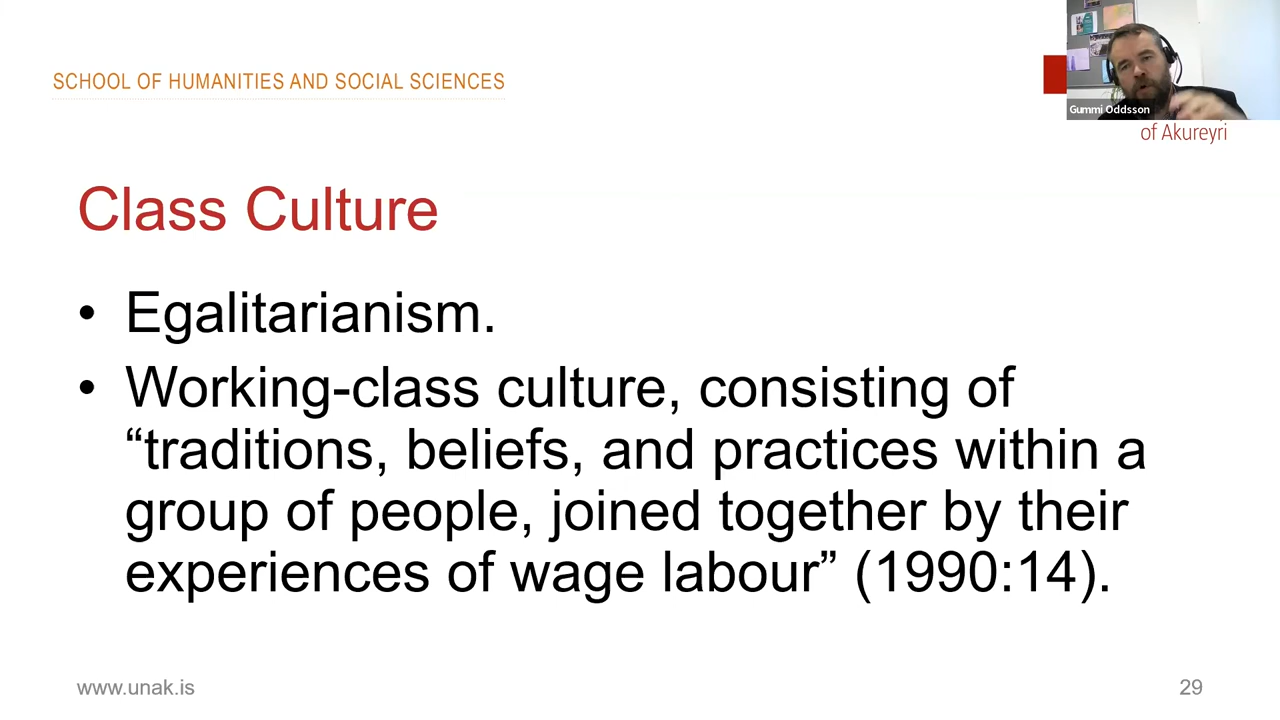 SCHOOL OF HUMANITIES AND SOCIAL SCIENCES
Gummi Oddsson
of Akureyri
Class Culture
• Egalitarianism.
• Working-class culture, consisting of
“traditions, beliefs, and practices within a
group of people, joined together by their
experiences of wage labour” (1990:14).
www.unak.is
29